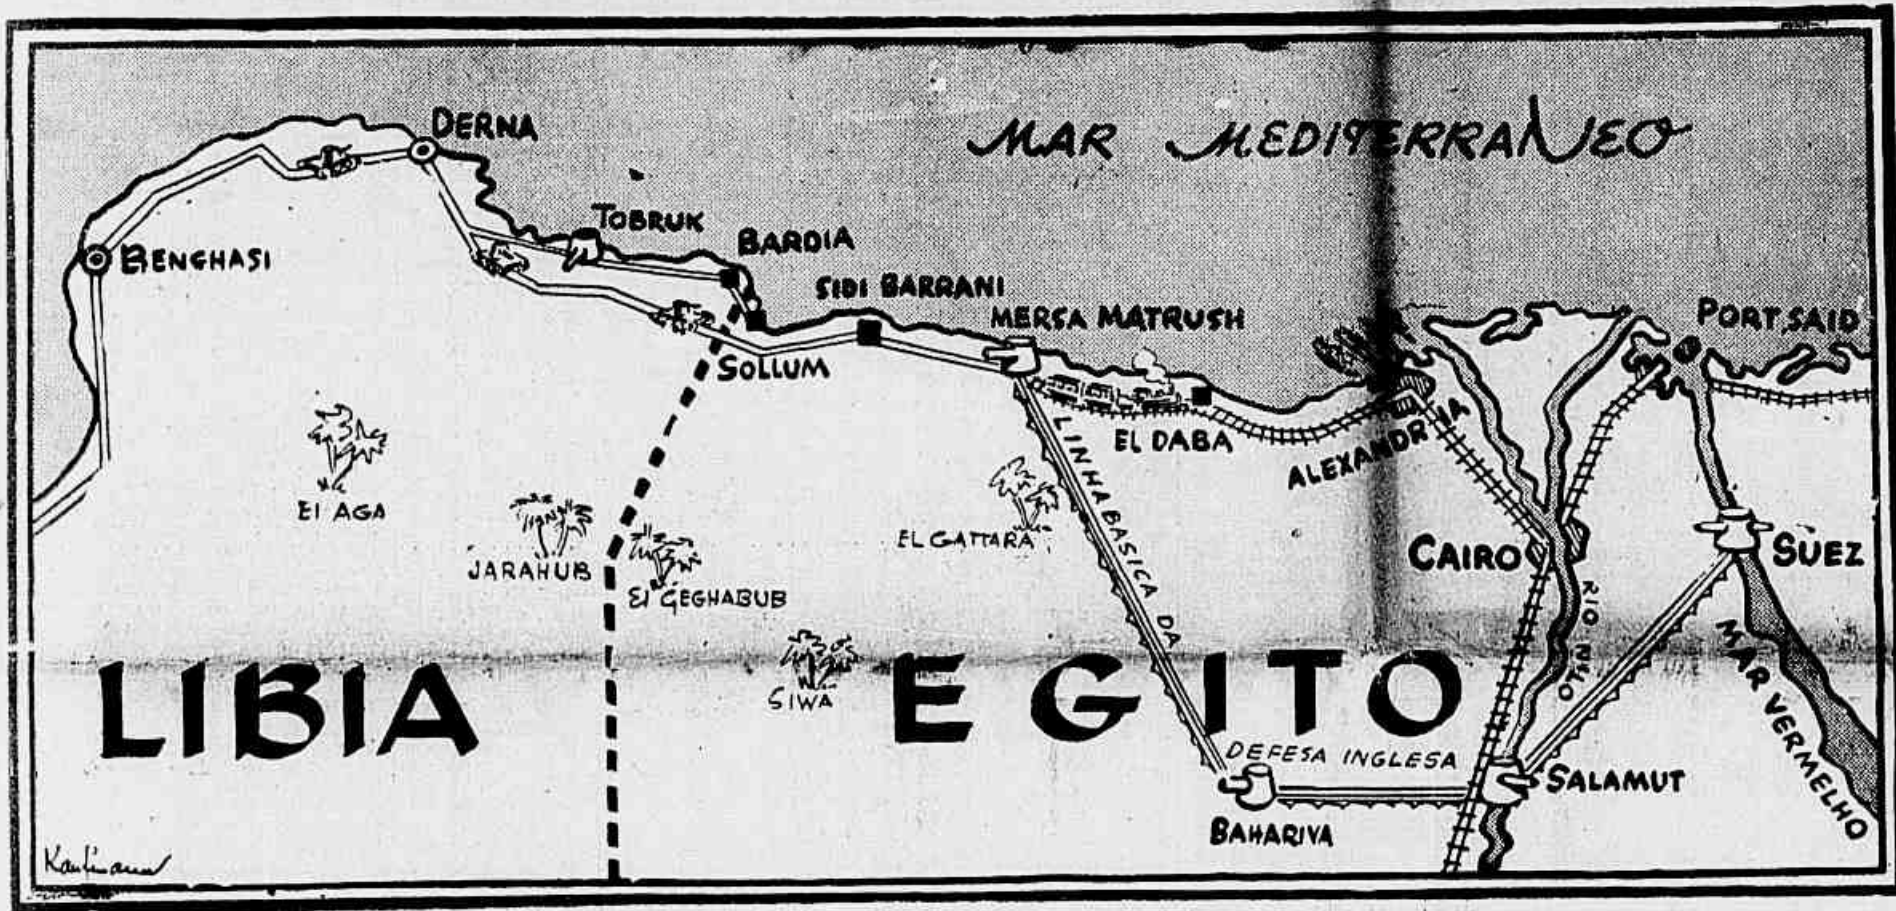 DERNA
MAR MEDITERRANEO
TOBRUK
BARDIA
BENGHASI
SIDI BARRANI
MERSA MATRUSH
PORT SAID
SOLLUM
EL DABA
ALEXANDRIA
El AGA
EL GATTARA
CAIRO
SUEZ
JARAHUB
El GEGHABUB
LINHA BASICA DA
DEFESA INGLESA
RIO NILO
LIBIA
EGITO
SIWA
MAR VERMELHO
SALAMUT
BAHARIVA
Kaufmann